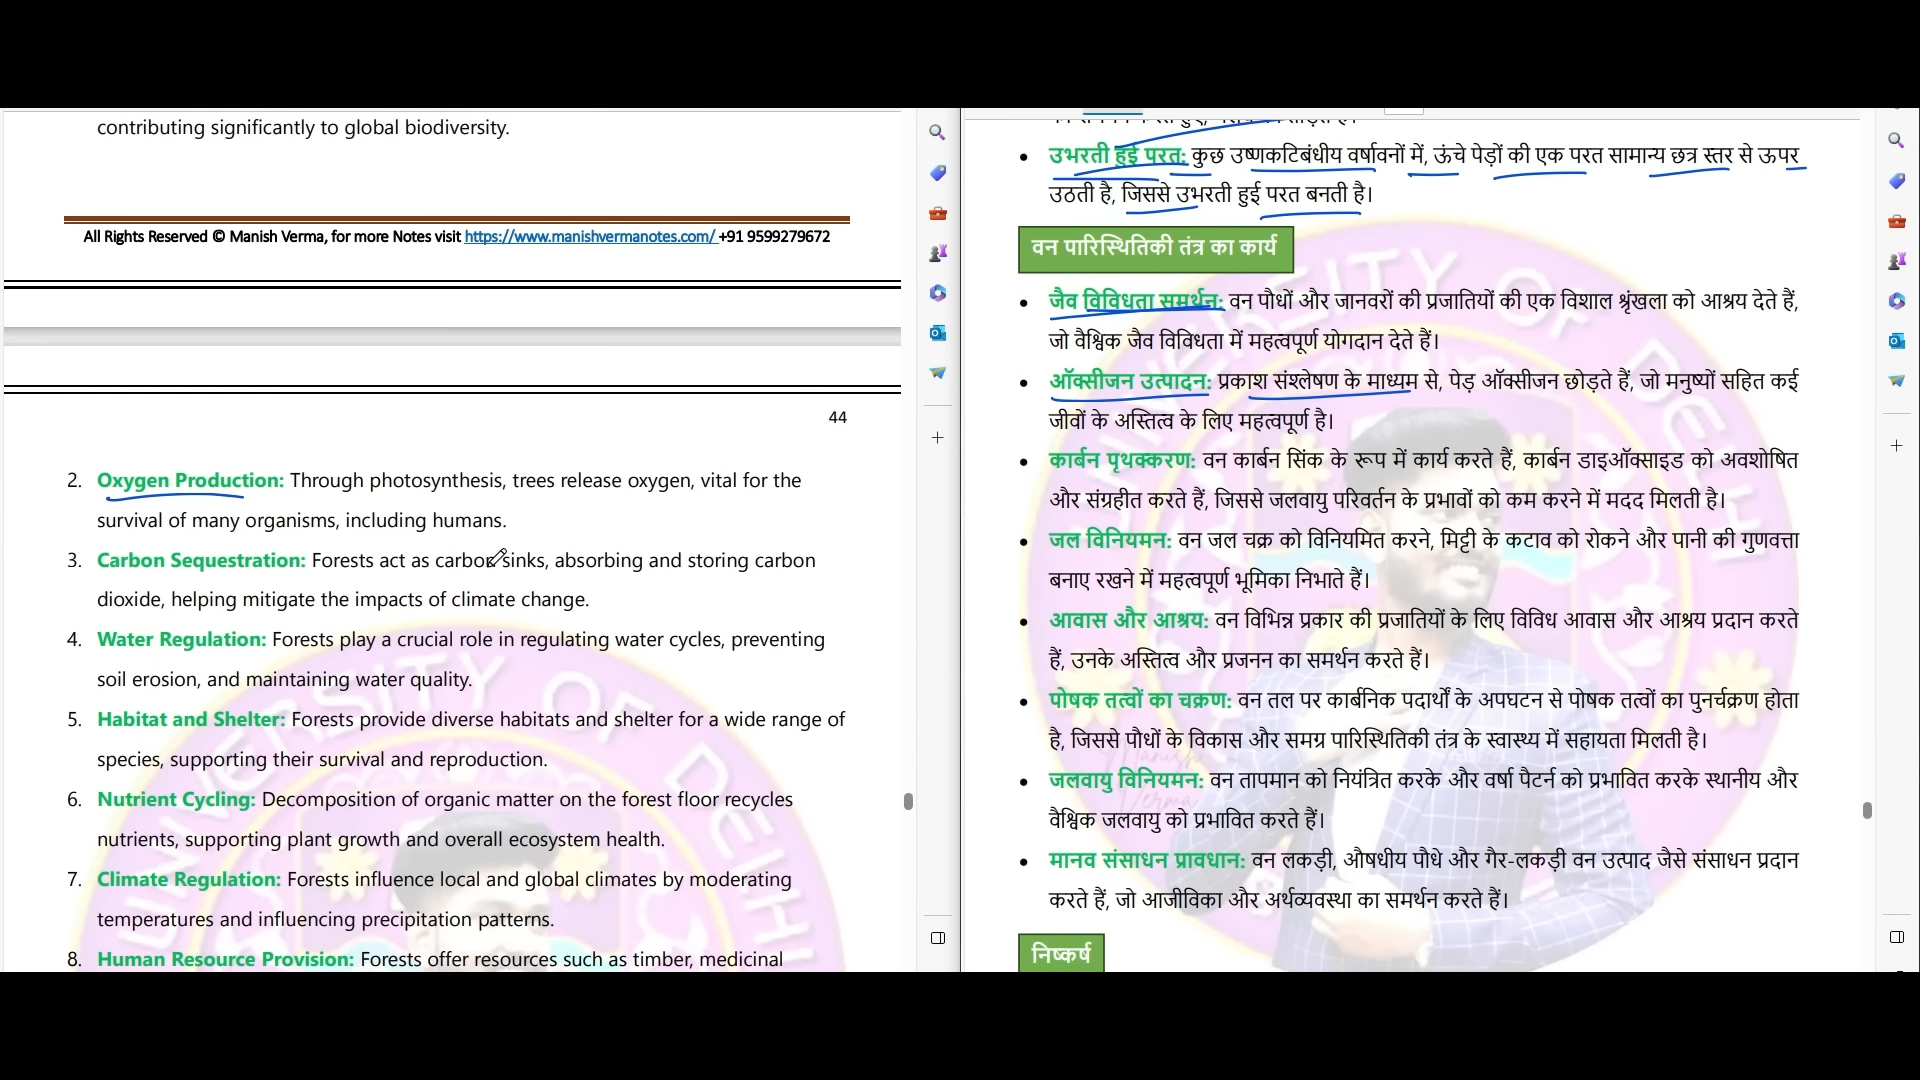 contributing significantly to global biodiversity.
All Rights Reserved © Manish Verma, for more Notes visit https://www.manishvermanotes.com/ +91 9599279672
44
2. Oxygen Production: Through photosynthesis, trees release oxygen, vital for the
survival of many organisms, including humans.
3. Carbon Sequestration: Forests act as carbon sinks, absorbing and storing carbon
dioxide, helping mitigate the impacts of climate change.
4. Water Regulation: Forests play a crucial role in regulating water cycles, preventing
soil erosion, and maintaining water quality.
5. Habitat and Shelter: Forests provide diverse habitats and shelter for a wide range of
species, supporting their survival and reproduction.
6. Nutrient Cycling: Decomposition of organic matter on the forest floor recycles
nutrients, supporting plant growth and overall ecosystem health.
7. Climate Regulation: Forests influence local and global climates by moderating
temperatures and influencing precipitation patterns.
8. Human Resource Provision: Forests offer resources such as timber, medicinal
UNIVERSITY OF DELHI
• उभरती हुई परत: कुछ उष्णकटिबंधीय वर्षावनों में, ऊंचे पेड़ों की एक परत सामान्य छत्र स्तर से ऊपर
उठती है, जिससे उभरती हुई परत बनती है।
वन पारिस्थितिकी तंत्र का कार्य
• जैव विविधता समर्थन: वन पौधों और जानवरों की प्रजातियों की एक विशाल श्रृंखला को आश्रय देते हैं,
जो वैश्विक जैव विविधता में महत्वपूर्ण योगदान देते हैं।
• ऑक्सीजन उत्पादन: प्रकाश संश्लेषण के माध्यम से, पेड़ ऑक्सीजन छोड़ते हैं, जो मनुष्यों सहित कई
जीवों के अस्तित्व के लिए महत्वपूर्ण है।
• कार्बन पृथक्करण: वन कार्बन सिंक के रूप में कार्य करते हैं, कार्बन डाइऑक्साइड को अवशोषित
और संग्रहीत करते हैं, जिससे जलवायु परिवर्तन के प्रभावों को कम करने में मदद मिलती है।
• जल विनियमन: वन जल चक्र को विनियमित करने, मिट्टी के कटाव को रोकने और पानी की गुणवत्ता
बनाए रखने में महत्वपूर्ण भूमिका निभाते हैं।
• आवास और आश्रय: वन विभिन्न प्रकार की प्रजातियों के लिए विविध आवास और आश्रय प्रदान करते
हैं, उनके अस्तित्व और प्रजनन का समर्थन करते हैं।
• पोषक तत्वों का चक्रण: वन तल पर कार्बनिक पदार्थों के अपघटन से पोषक तत्वों का पुनर्चक्रण होता
है, जिससे पौधों के विकास और समग्र पारिस्थितिकी तंत्र के स्वास्थ्य में सहायता मिलती है।
• जलवायु विनियमन: वन तापमान को नियंत्रित करके और वर्षा पैटर्न को प्रभावित करके स्थानीय और
वैश्विक जलवायु को प्रभावित करते हैं।
• मानव संसाधन प्रावधान: वन लकड़ी, औषधीय पौधे और गैर-लकड़ी वन उत्पाद जैसे संसाधन प्रदान
करते हैं, जो आजीविका और अर्थव्यवस्था का समर्थन करते हैं।
निष्कर्ष
UNIVERSITY OF DELHI
Manish
Verma